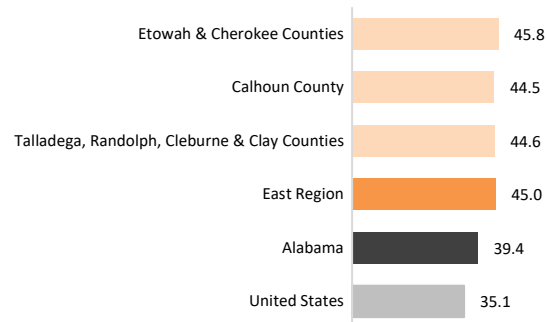 Etowah & Cherokee Counties 45.8
Calhoun County 44.5
Talladega, Randolph, Cleburne & Clay Counties 44.6
East Region 45.0
Alabama 39.4
United States 35.1